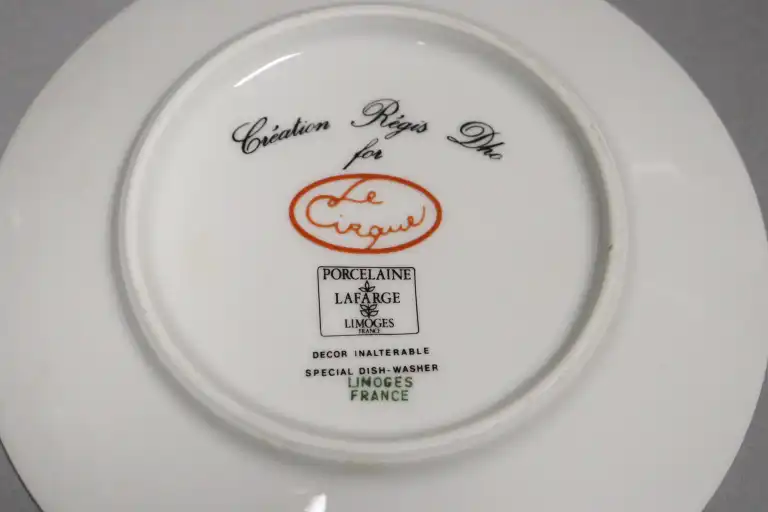 Création Régis Dho
for
Le
Cirque
PORCELAINE
LAFARGE
LIMOGES
FRANCE
DECOR INALTERABLE
SPECIAL DISH-WASHER
LIMOGES
FRANCE